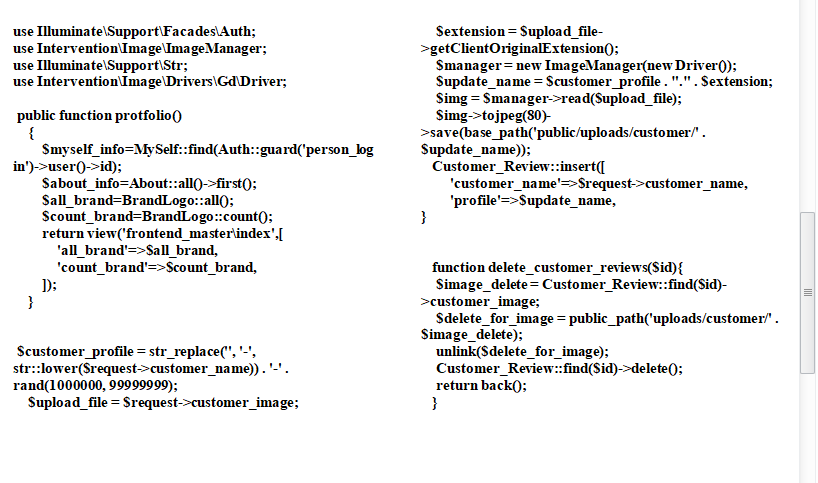 use Illuminate\Support\Facades\Auth;
use Intervention\Image\ImageManager;
use Illuminate\Support\Str;
use Intervention\Image\Drivers\Gd\Driver;
public function protfolio()
{
$myself_info=MySelf::find(Auth::guard('person_log
in')->user()->id);
$about_info=About::all()->first();
$all_brand=BrandLogo::all();
$count_brand=BrandLogo::count();
return view('frontend_master\index',[
'all_brand'=>$all_brand,
'count_brand'=>$count_brand,
]);
}
$customer_profile = str_replace('', '-',
str::lower($request->customer_name)) . '-' .
rand(1000000, 99999999);
$upload_file = $request->customer_image;
$extension = $upload_file-
>getClientOriginalExtension();
$manager = new ImageManager(new Driver());
$update_name = $customer_profile . "." . $extension;
$img = $manager->read($upload_file);
$img->tojpeg(80)-
>save(base_path('public/uploads/customer/' .
$update_name));
Customer_Review::insert([
'customer_name'=>$request->customer_name,
'profile'=>$update_name,
}
function delete_customer_reviews($id){
$image_delete = Customer_Review::find($id)-
>customer_image;
$delete_for_image = public_path('uploads/customer/' .
$image_delete);
unlink($delete_for_image);
Customer_Review::find($id)->delete();
return back();
}